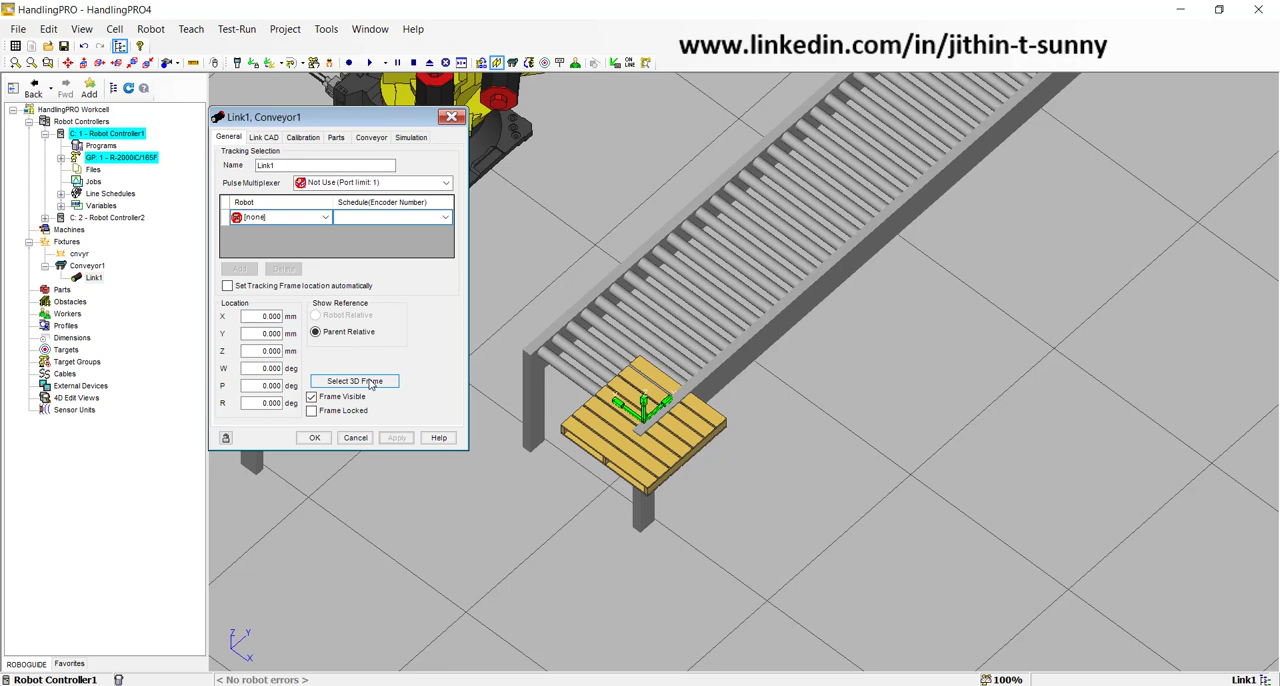 HandlingPRO - HandlingPRO4
File Edit View Cell Robot Teach Test-Run Project Tools Window Help
www.linkedin.com/in/jithin-t-sunny
ON LINE
Back Fwd Add
HandlingPRO Workcell
Robot Controllers
C: 1 - Robot Controller1
Programs
GP: 1 - R-2000iC/165F
Files
Jobs
Line Schedules
Variables
C: 2 - Robot Controller2
Machines
Fixtures
cnvyr
Conveyor1
Link1
Parts
Obstacles
Workers
Profiles
Dimensions
Targets
Target Groups
Cables
External Devices
4D Edit Views
Sensor Units
ROBOGUIDE Favorites
Link1, Conveyor1
General Link CAD Calibration Parts Conveyor Simulation
Tracking Selection
Name Link1
Pulse Multiplexer Not Use (Port limit: 1)
Robot Schedule(Encoder Number)
[none[
Add Delete
Set Tracking Frame location automatically
Location
X 0.000 mm
Y 0.000 mm
Z 0.000 mm
W 0.000 deg
P 0.000 deg
R 0.000 deg
Show Reference
Robot Relative
Parent Relative
Select 3D Frame
Frame Visible
Frame Locked
OK Cancel Apply Help
Z Y
X
Robot Controller1 < No robot errors > 100% Link1